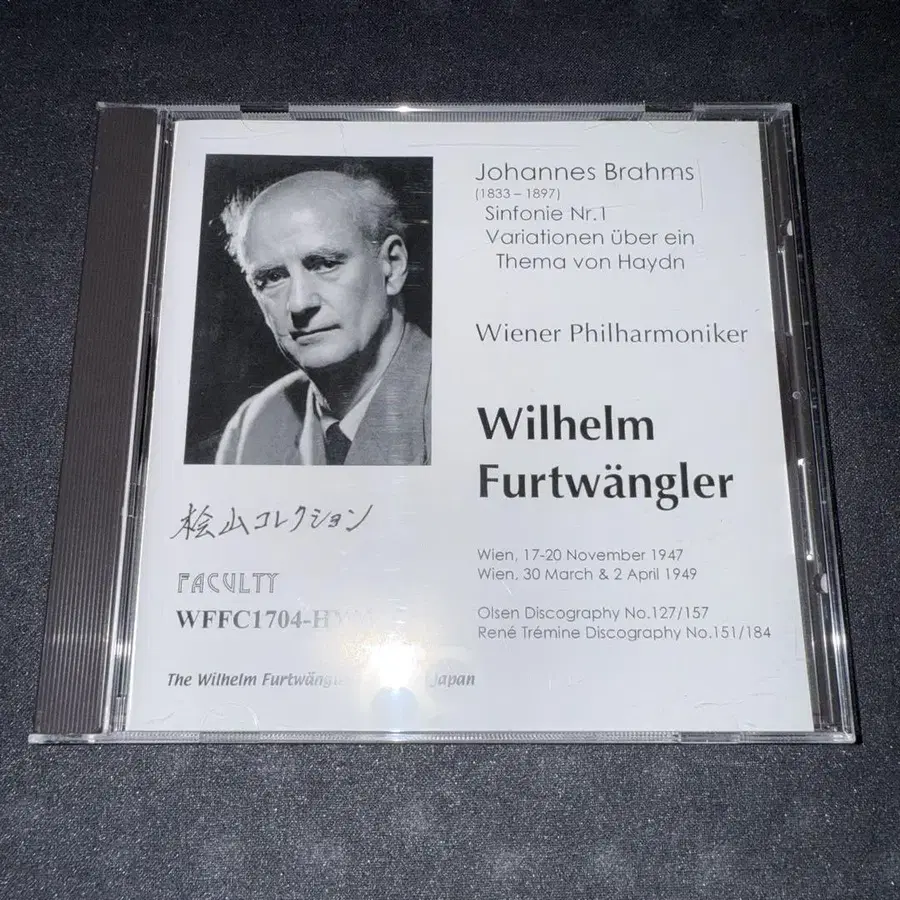 Johannes Brahms
(1833 – 1897)
Sinfonie Nr.1
Variationen über ein
Thema von Haydn
Wiener Philharmoniker
Wilhelm
Furtwängler
Wien, 17-20 November 1947
Wien, 30 March & 2 April 1949
Olsen Discography No.127/157
René Trémine Discography No.151/184
桧山コレクション
FACULTY
WFFC1704-H
The Wilhelm Furtwängle Japan